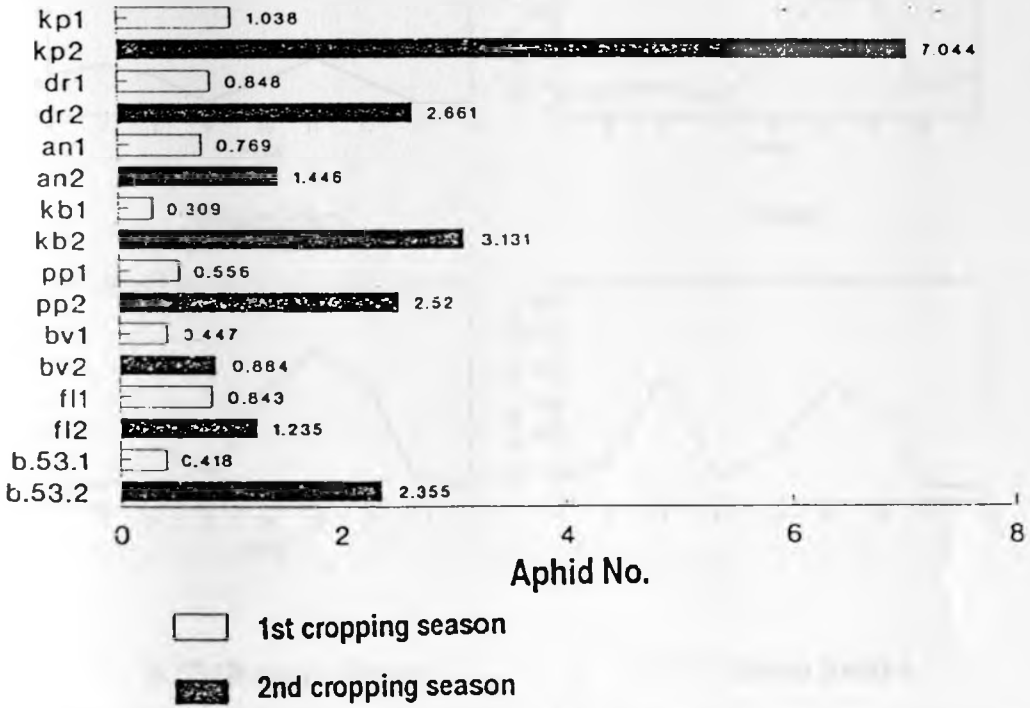 kp1 1.038
kp2 7.044
dr1 0.848
dr2 2.661
an1 0.769
an2 1.446
kb1 0.309
kb2 3.131
pp1 0.556
pp2 2.52
bv1 0.447
bv2 0.884
fl1 0.843
fl2 1.235
b.53.1 0.418
b.53.2 2.355
0 2 4 6 8
Aphid No.
1st cropping season
2nd cropping season